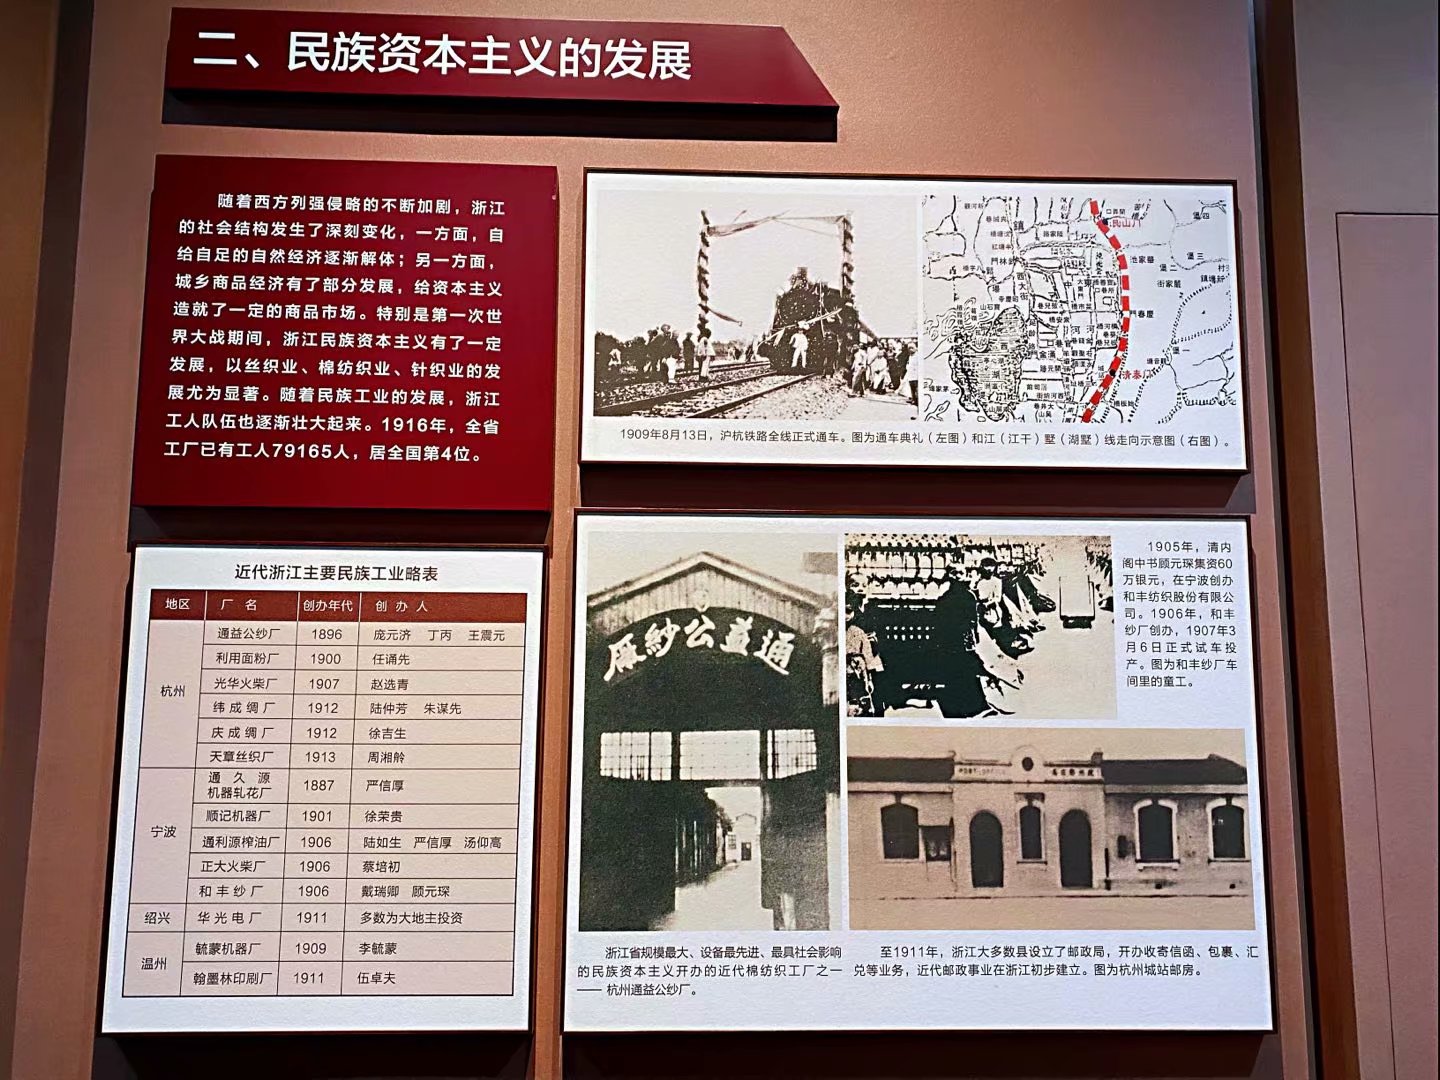 二、民族资本主义的发展
随着西方列强侵略的不断加剧，浙江
的社会结构发生了深刻变化，一方面，自
给自足的自然经济逐渐解体；另一方面，
城乡商品经济有了部分发展，给资本主义
造就了一定的商品市场。特别是第一次世
界大战期间，浙江民族资本主义有了一定
发展，以丝织业、棉纺织业、针织业的发
展尤为显著。随着民族工业的发展，浙江
工人队伍也逐渐壮大起来。1916年，全省
工厂已有工人79165人，居全国第4位。
1909年8月13日，沪杭铁路全线正式通车。图为通车典礼（左图）和江（江干）墅（湖墅）线走向示意图（右图）。
近代浙江主要民族工业略表
地区 厂 名 创办年代 创 办 人
杭州
通益公纱厂 1896 庞元济 丁丙 王震元
利用面粉厂 1900 任诵先
光华火柴厂 1907 赵选青
纬成绸厂 1912 陆仲芳 朱谋先
庆成绸厂 1912 徐吉生
天章丝织厂 1913 周湘舲
宁波
通久源
机器轧花厂 1887 严信厚
顺记机器厂 1901 徐荣贵
通利源榨油厂 1906 陆如生 严信厚 汤仰高
正大火柴厂 1906 蔡培初
和丰纱厂 1906 戴瑞卿 顾元琛
绍兴 华光电厂 1911 多数为大地主投资
温州
毓蒙机器厂 1909 李毓蒙
翰墨林印刷厂 1911 伍卓夫
廠紗公益通
浙江省规模最大、设备最先进、最具社会影响
的民族资本主义开办的近代棉纺织工厂之一
—— 杭州通益公纱厂。
1905年，清内
阁中书顾元琛集资60
万银元，在宁波创办
和丰纺织股份有限公
司。1906年，和丰
纱厂创办，1907年3
月6日正式试车投
产。图为和丰纱厂车
间里的童工。
POST OFFICE
至1911年，浙江大多数县设立了邮政局，开办收寄信函、包裹、汇
兑等业务，近代邮政事业在浙江初步建立。图为杭州城站邮房。